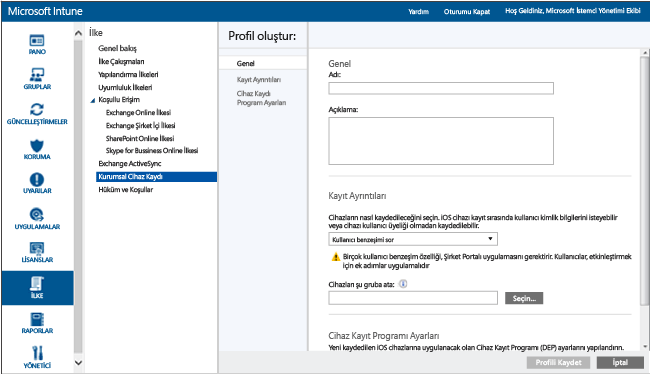 Microsoft Intune
Yardım
Oturumu Kapat
Hoş Geldiniz, Microsoft İstemci Yönetimi Ekibi
PANO
GRUPLAR
GÜNCELLEŞTİRMELER
KORUMA
UYARILAR
UYGULAMALAR
LİSANSLAR
İLKE
RAPORLAR
YÖNETİCİ
İlke
Genel bakış
İlke Çakışmaları
Yapılandırma İlkeleri
Uyumluluk İlkeleri
Koşullu Erişim
Exchange Online İlkesi
Exchange Şirket İçi İlkesi
SharePoint Online İlkesi
Skype for Bussiness Online İlkesi
Exchange ActiveSync
Kurumsal Cihaz Kaydı
Hüküm ve Koşullar
Profil oluştur:
Genel
Kayıt Ayrıntıları
Cihaz Kaydı
Program Ayarları
Genel
Adı:
Açıklama:
Kayıt Ayrıntıları
Cihazların nasıl kaydedileceğini seçin. iOS cihazı kayıt sırasında kullanıcı kimlik bilgilerini isteyebilir
veya cihaz kullanıcı üyeliği olmadan kaydedilebilir.
Kullanıcı benzeşimi sor
Birçok kullanıcı benzeşim özelliği, Şirket Portalı uygulamasını gerektirir. Kullanıcılar, etkinleştirmek
için ek adımlar uygulamalıdır
Cihazları şu gruba ata:
Seçin...
Cihaz Kayıt Programı Ayarları
Yeni kaydedilen iOS cihazlarına uygulanacak olan Cihaz Kayıt Programı (DEP) ayarlarını yapılandırın.
Profili Kaydet
İptal